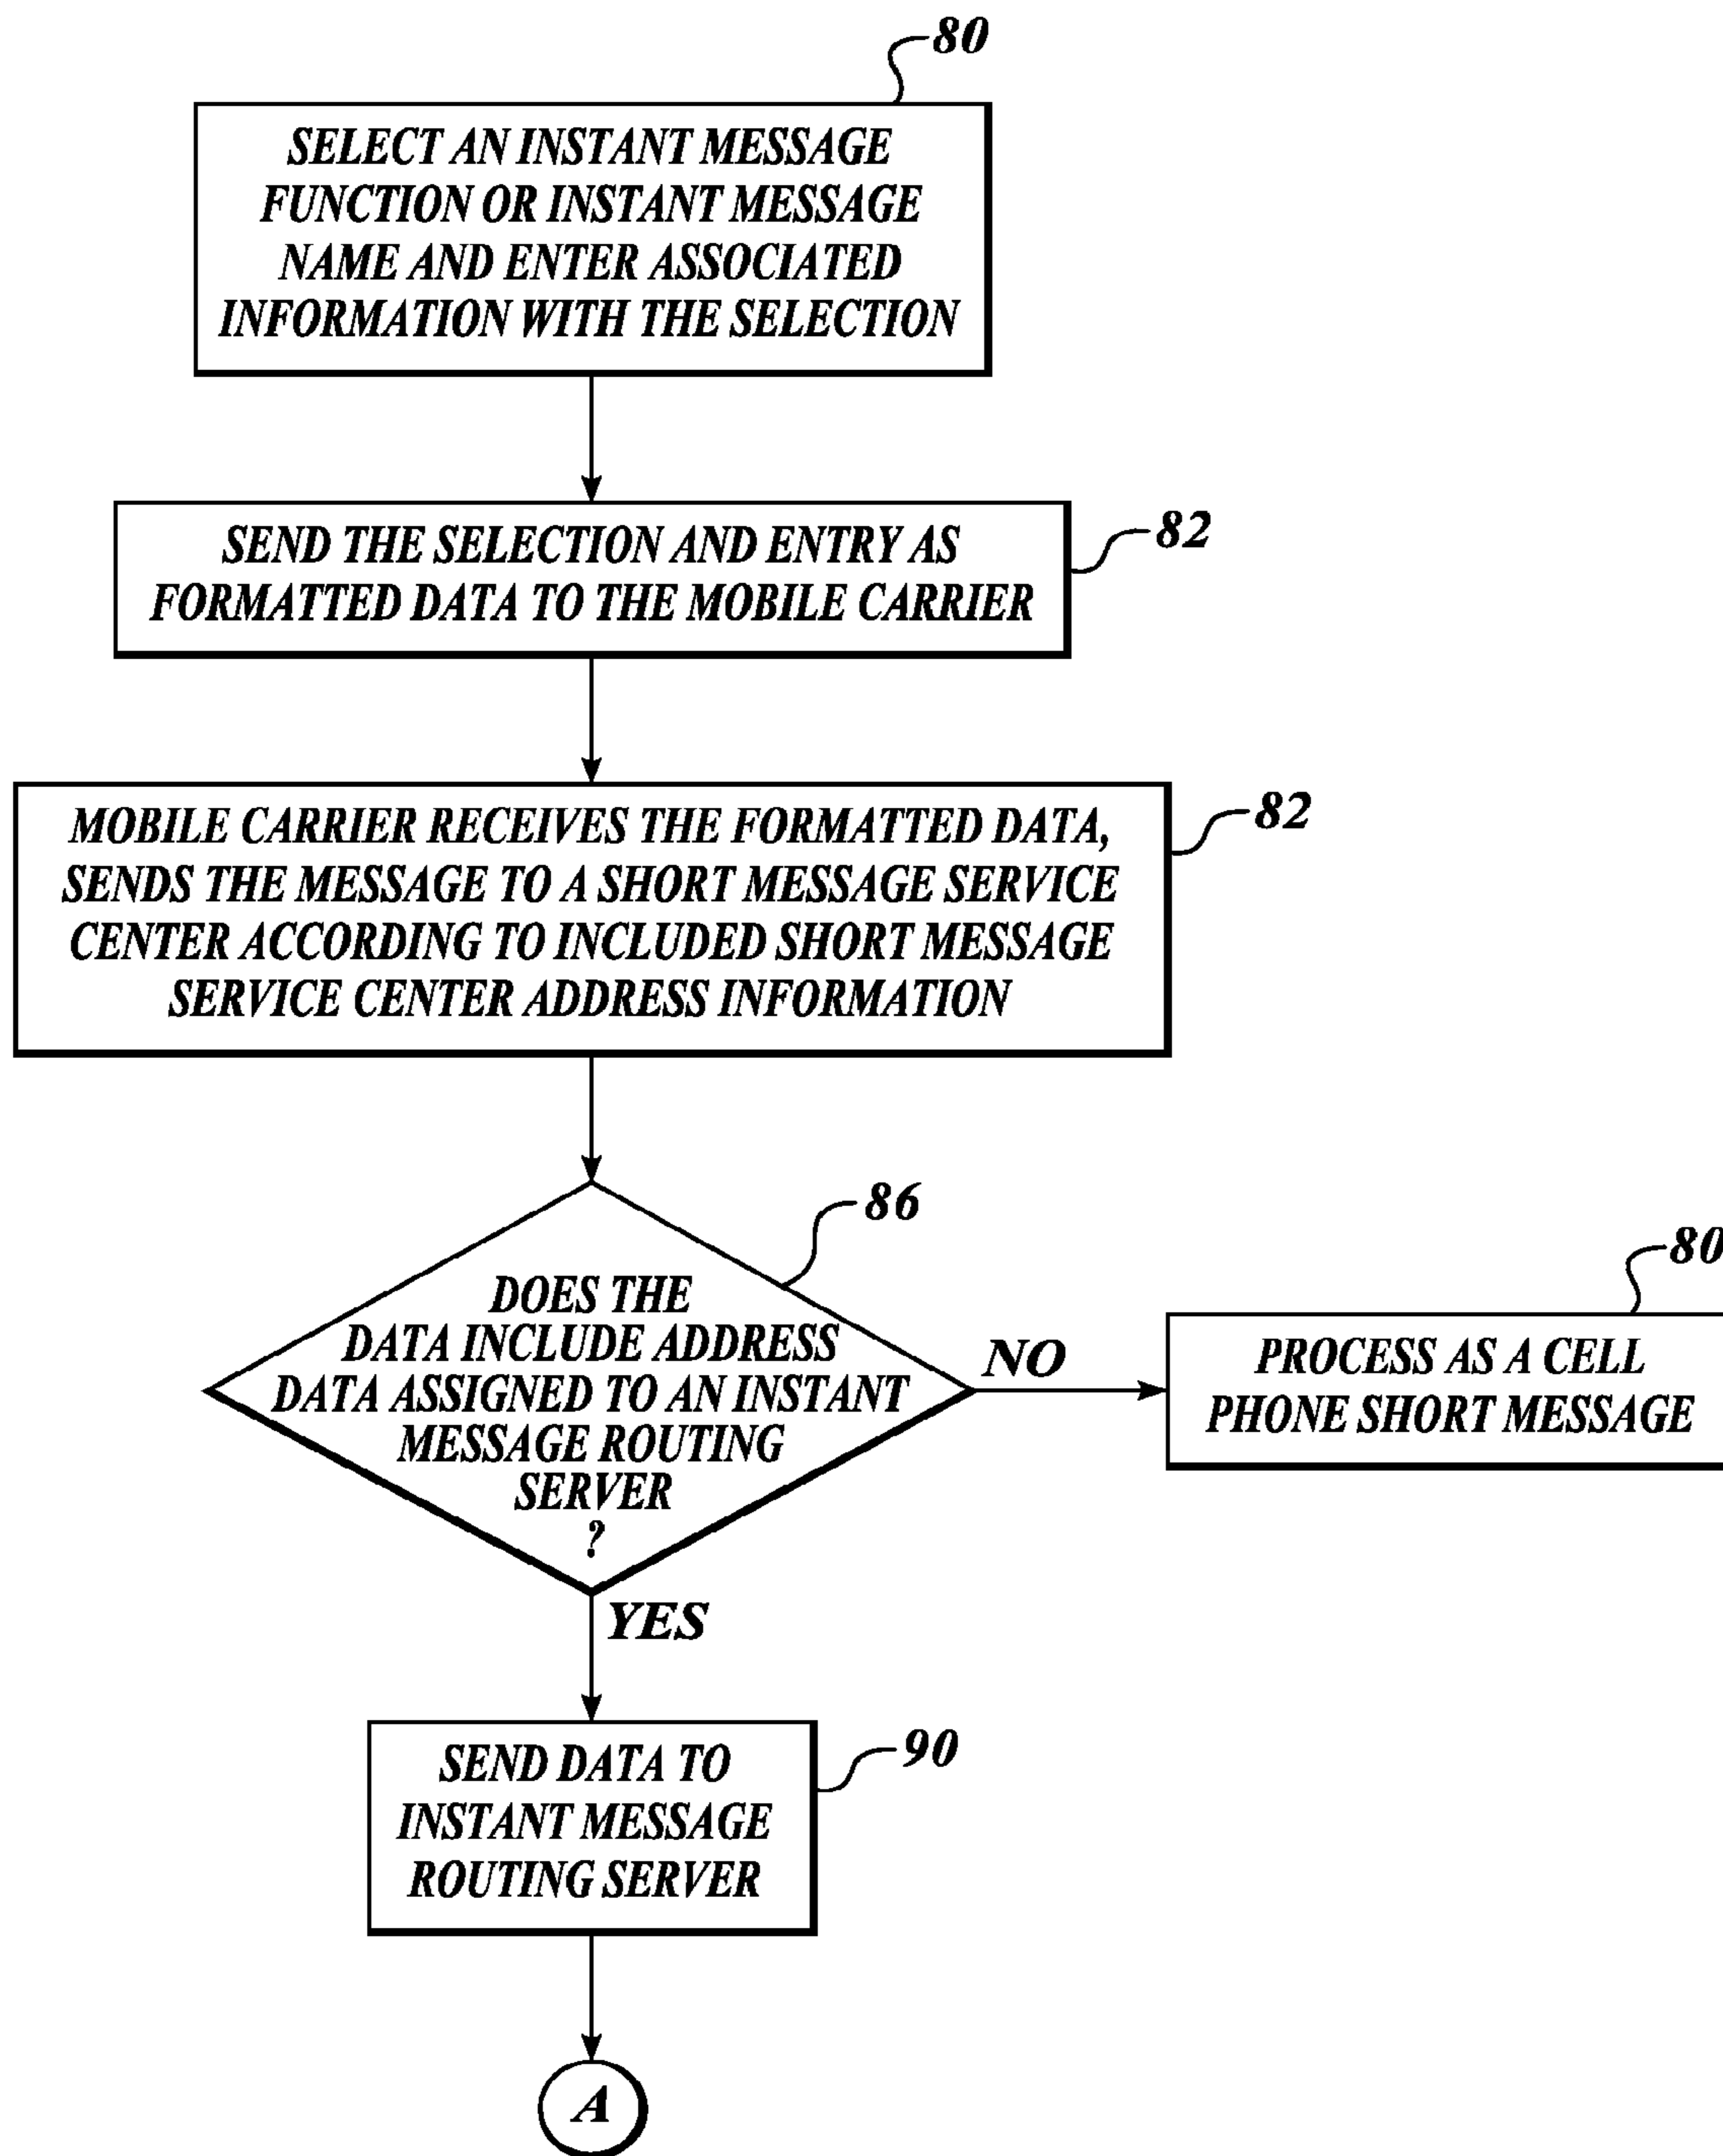 80
SELECT AN INSTANT MESSAGE
FUNCTION OR INSTANT MESSAGE
NAME AND ENTER ASSOCIATED
INFORMATION WITH THE SELECTION
SEND THE SELECTION AND ENTRY AS
FORMATTED DATA TO THE MOBILE CARRIER
82
MOBILE CARRIER RECEIVES THE FORMATTED DATA,
SENDS THE MESSAGE TO A SHORT MESSAGE SERVICE
CENTER ACCORDING TO INCLUDED SHORT MESSAGE
SERVICE CENTER ADDRESS INFORMATION
82
86
DOES THE
DATA INCLUDE ADDRESS
DATA ASSIGNED TO AN INSTANT
MESSAGE ROUTING
SERVER
?
NO
80
PROCESS AS A CELL
PHONE SHORT MESSAGE
YES
SEND DATA TO
INSTANT MESSAGE
ROUTING SERVER
90
A